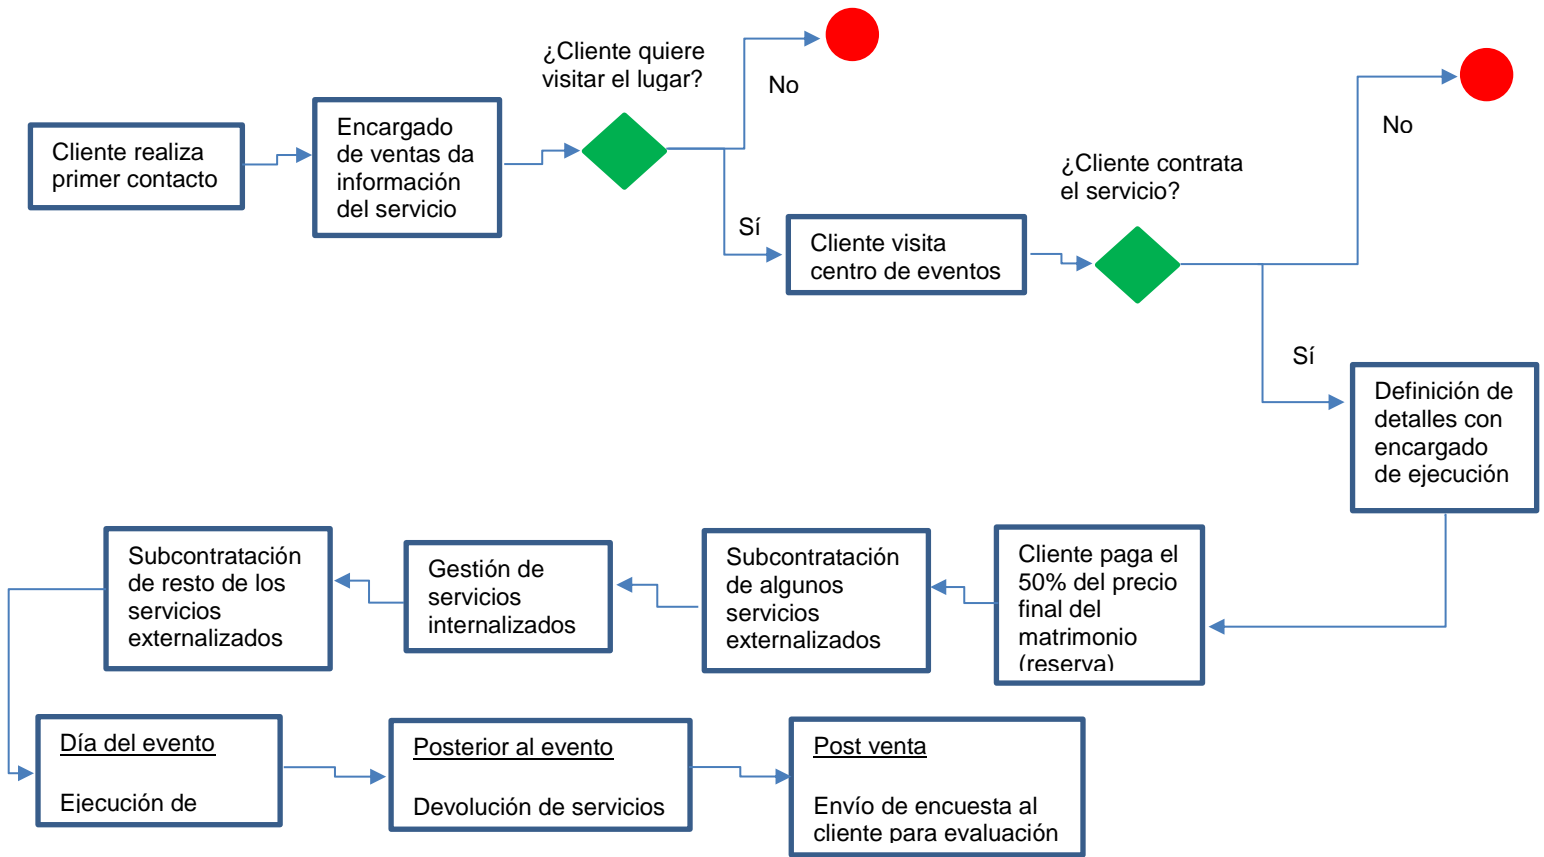 Cliente realiza
primer contacto
Encargado
de ventas da
información
del servicio
¿Cliente quiere
visitar el lugar?
No
Sí
Cliente visita
centro de eventos
¿Cliente contrata
el servicio?
No
Sí
Definición de
detalles con
encargado
de ejecución
Cliente paga el
50% del precio
final del
matrimonio
(reserva)
Subcontratación
de algunos
servicios
externalizados
Gestión de
servicios
internalizados
Subcontratación
de resto de los
servicios
externalizados
Día del evento
Ejecución de
Posterior al evento
Devolución de servicios
Post venta
Envío de encuesta al
cliente para evaluación